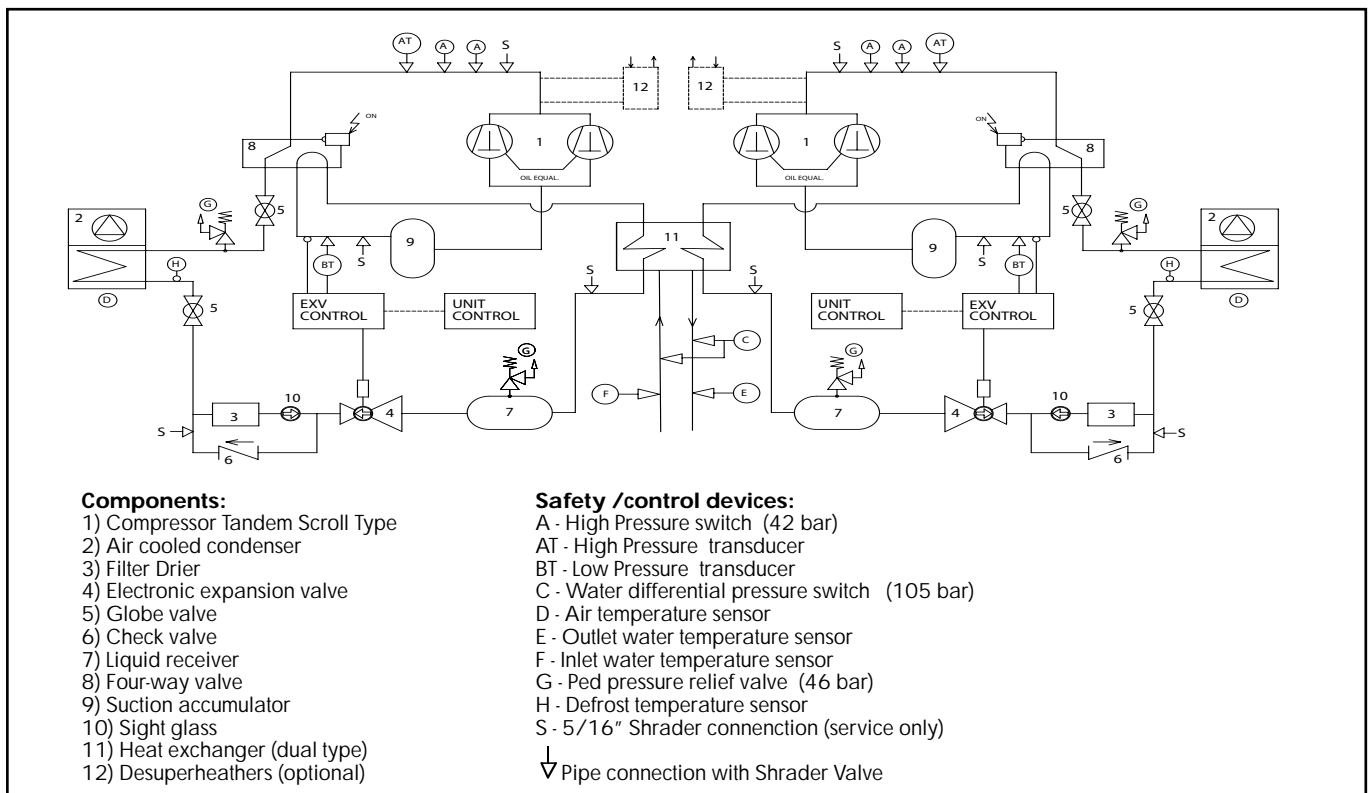 AT A A S 12 12 S A A AT
ON 8 1 1 ON 8
OIL EQUAL. OIL EQUAL.
G 5 5 G
2 9 11 9 2
H BT S S S S BT H
D 5 EXV CONTROL UNIT CONTROL UNIT CONTROL EXV CONTROL 5 D
G C G
10 F E 10
3 4 7 7 4 3
S 6 6 S
Components:
1) Compressor Tandem Scroll Type
2) Air cooled condenser
3) Filter Drier
4) Electronic expansion valve
5) Globe valve
6) Check valve
7) Liquid receiver
8) Four-way valve
9) Suction accumulator
10) Sight glass
11) Heat exchanger (dual type)
12) Desuperheathers (optional)
Safety /control devices:
A - High Pressure switch (42 bar)
AT - High Pressure transducer
BT - Low Pressure transducer
C - Water differential pressure switch (105 bar)
D - Air temperature sensor
E - Outlet water temperature sensor
F - Inlet water temperature sensor
G - Ped pressure relief valve (46 bar)
H - Defrost temperature sensor
S - 5/16" Shrader connenction (service only)
Pipe connection with Shrader Valve